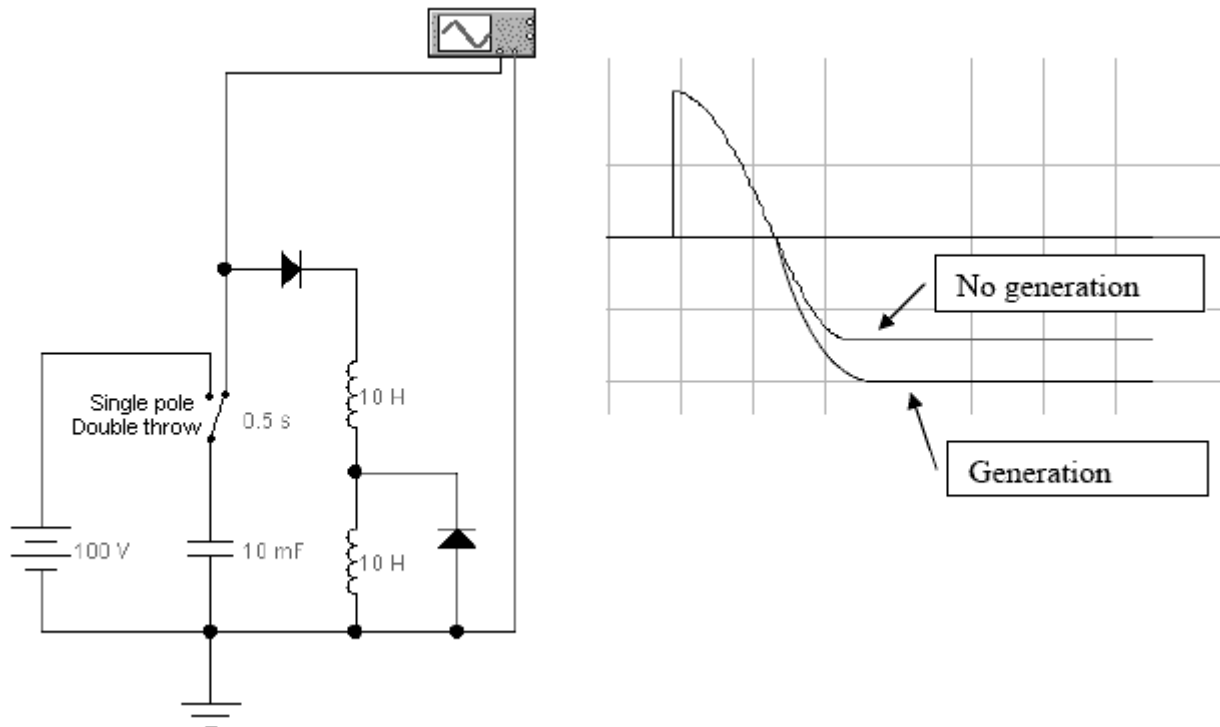 No generation
10 H
Single pole
Double throw
0.5 s
Generation
100 V
10 mF
10 H